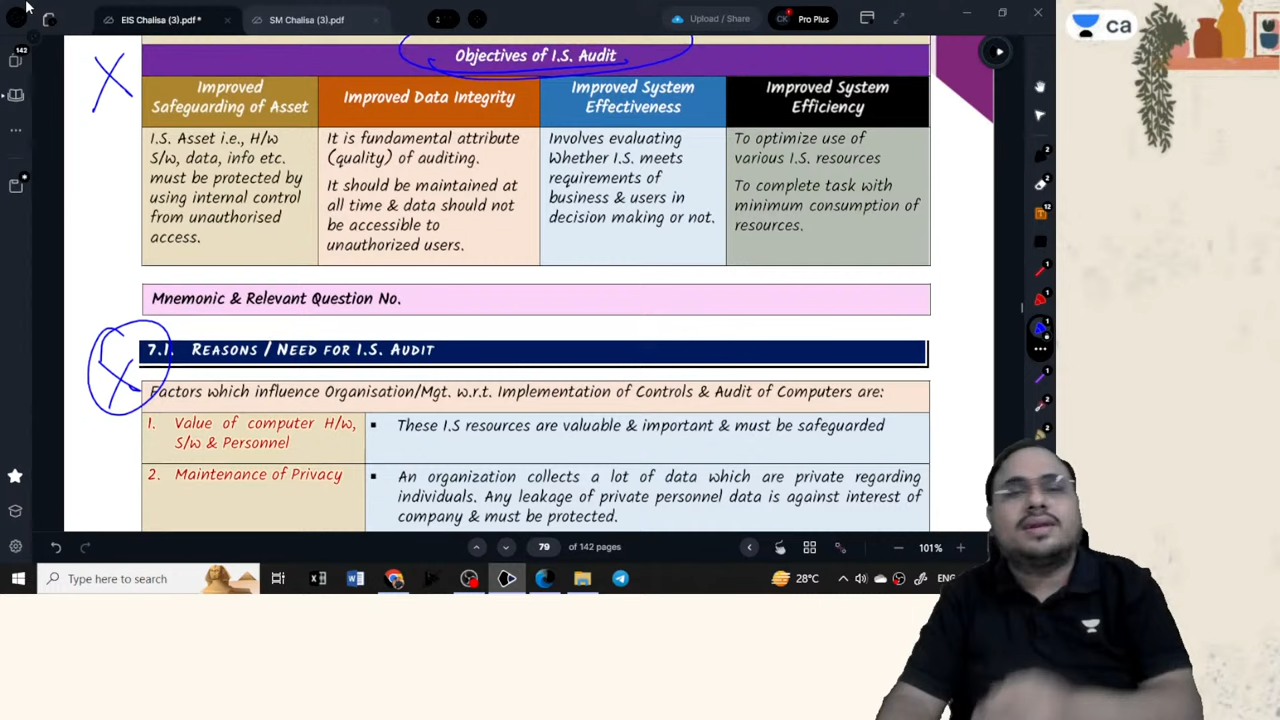 EIS Chalisa (3).pdf *
SM Chalisa (3).pdf
2
Upload / Share
CK
Pro Plus
ca
142
Objectives of I.S. Audit
Improved Safeguarding of Asset
Improved Data Integrity
Improved System Effectiveness
Improved System Efficiency
I.S. Asset i.e., H/w
S/w, data, info etc.
must be protected by
using internal control
from unauthorised
access.
It is fundamental attribute
(quality) of auditing.
It should be maintained at
all time & data should not
be accessible to
unauthorized users.
Involves evaluating
Whether I.S. meets
requirements of
business & users in
decision making or not.
To optimize use of
various I.S. resources
To complete task with
minimum consumption of
resources.
Mnemonic & Relevant Question No.
7.1. REASONS / NEED FOR I.S. AUDIT
Factors which influence Organisation/Mgt. w.r.t. Implementation of Controls & Audit of Computers are:
1. Value of computer H/w, S/w & Personnel
▪ These I.S resources are valuable & important & must be safeguarded
2. Maintenance of Privacy
▪ An organization collects a lot of data which are private regarding
individuals. Any leakage of private personnel data is against interest of
company & must be protected.
79 of 142 pages
101%
Type here to search
28°C
ENG